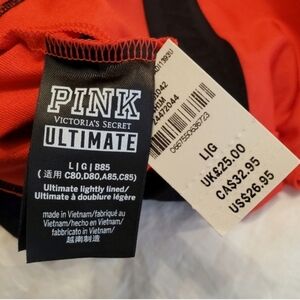 PINK
VICTORIA'S SECRET
ULTIMATE
L | G | B85
(适用 C80,D80,A85,C85)
Ultimate lightly lined/
Ultimate à doublure légère
made in Vietnam/fabriqué au
Vietnam/hecho en Vietnam/
fabbricato in Vietnam/
越南制造
L|G
UK£25.00
CA$32.95
US$26.95